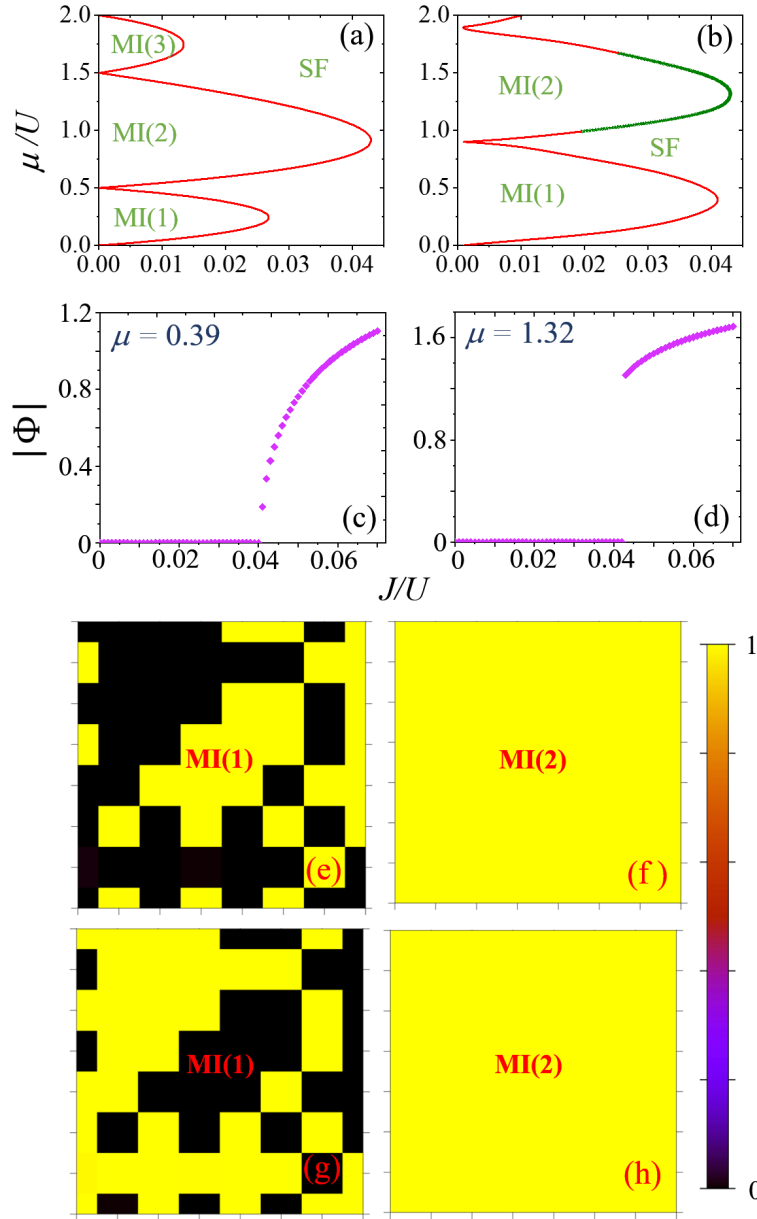 2.0
(a)
MI(3)
SF
1.5
MI(2)
1.0
0.5
MI(1)
0.0
0.00 0.01 0.02 0.03 0.04
μ/U
2.0
(b)
1.5
MI(2)
1.0
SF
0.5
MI(1)
0.0
0.00 0.01 0.02 0.03 0.04
1.2
μ = 0.39
0.8
0.4
0
(c)
0 0.02 0.04 0.06
|Φ|
1.6
μ = 1.32
0.8
0
(d)
0 0.02 0.04 0.06
J/U
MI(1)
(e)
MI(2)
(f)
MI(1)
(g)
MI(2)
(h)
1
0